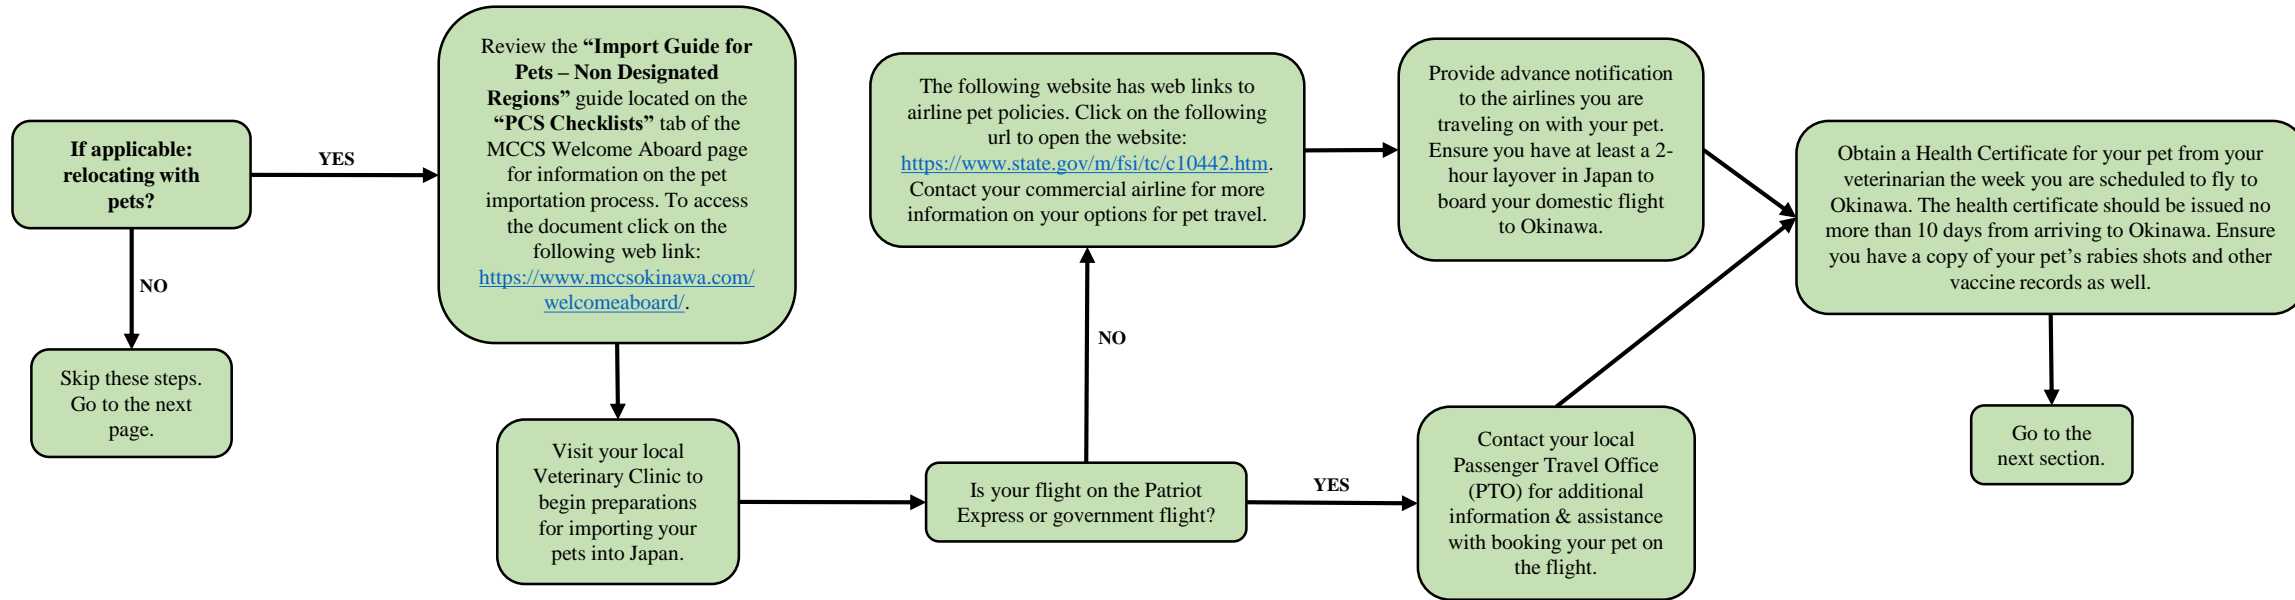 If applicable:
relocating with
pets?
YES
NO
Skip these steps.
Go to the next
page.
Review the “Import Guide for
Pets – Non Designated
Regions” guide located on the
“PCS Checklists” tab of the
MCCS Welcome Aboard page
for information on the pet
importation process. To access
the document click on the
following web link:
https://www.mccsokinawa.com/
welcomeaboard/.
Visit your local
Veterinary Clinic to
begin preparations
for importing your
pets into Japan.
Is your flight on the Patriot
Express or government flight?
NO
The following website has web links to
airline pet policies. Click on the following
url to open the website:
https://www.state.gov/m/fsi/tc/c10442.htm.
Contact your commercial airline for more
information on your options for pet travel.
Provide advance notification
to the airlines you are
traveling on with your pet.
Ensure you have at least a 2-
hour layover in Japan to
board your domestic flight
to Okinawa.
YES
Contact your local
Passenger Travel Office
(PTO) for additional
information & assistance
with booking your pet on
the flight.
Obtain a Health Certificate for your pet from your
veterinarian the week you are scheduled to fly to
Okinawa. The health certificate should be issued no
more than 10 days from arriving to Okinawa. Ensure
you have a copy of your pet’s rabies shots and other
vaccine records as well.
Go to the
next section.